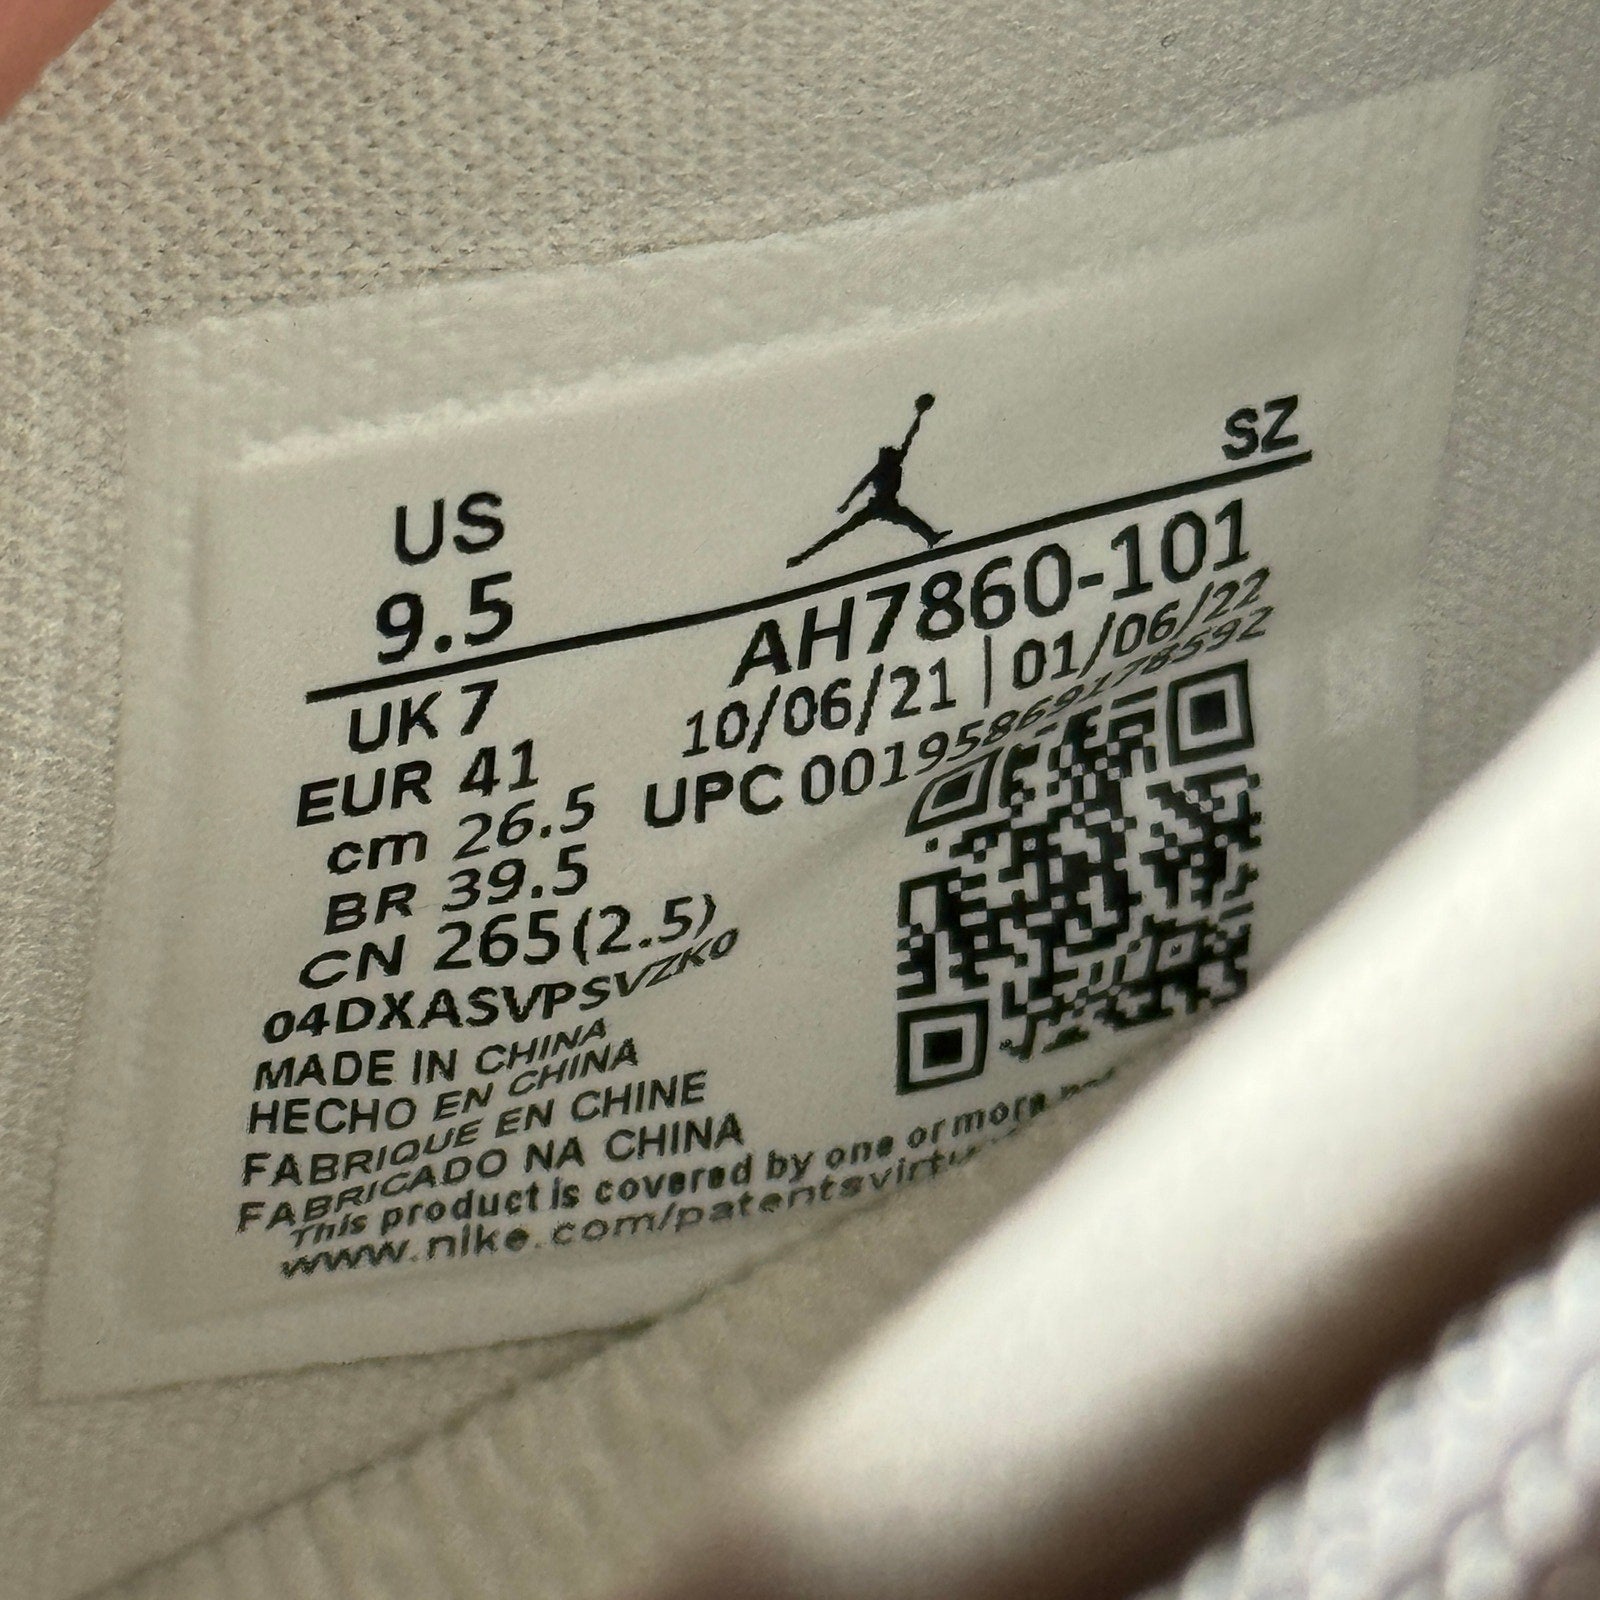 US
9.5
SZ
AH7860-101
10/06/21 | 01/06/22
UPC 00195869178592
UK 7
EUR 41
cm 26.5
BR 39.5
CN 265(2.5)
04DXASVPSVZK0
MADE IN CHINA
HECHO EN CHINA
FABRIQUE EN CHINE
FABRICADO NA CHINA
This product is covered by one or more
www.nike.com/patentsvirtu